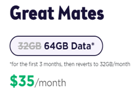 Great Mates
32GB 64GB Data*
*for the first 3 months, then reverts to 32GB/month
$35/month